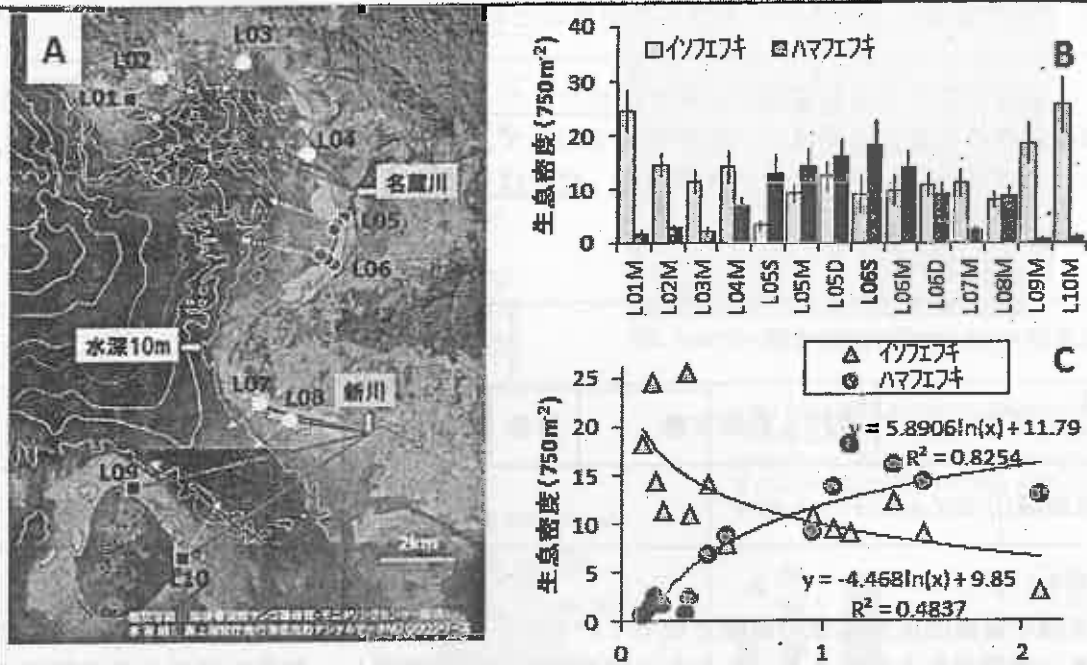 A
L01
L02
L03
L04
名蔵川
L05
L06
水深10m
L07
L08
新川
L09
L10
2km
B
イソフエフキ
ハマフエフキ
生息密度(750m⁻²)
40
30
20
10
0
L01M
L02M
L03M
L04M
L05S
L05M
L05D
L06S
L06M
L06D
L07M
L08M
L09M
L10M
C
イソフエフキ
ハマフエフキ
生息密度(750m⁻²)
25
20
15
10
5
0
y = 5.8906ln(x) + 11.79
R² = 0.8254
y = -4.468ln(x) + 9.85
R² = 0.4837
0
1
2